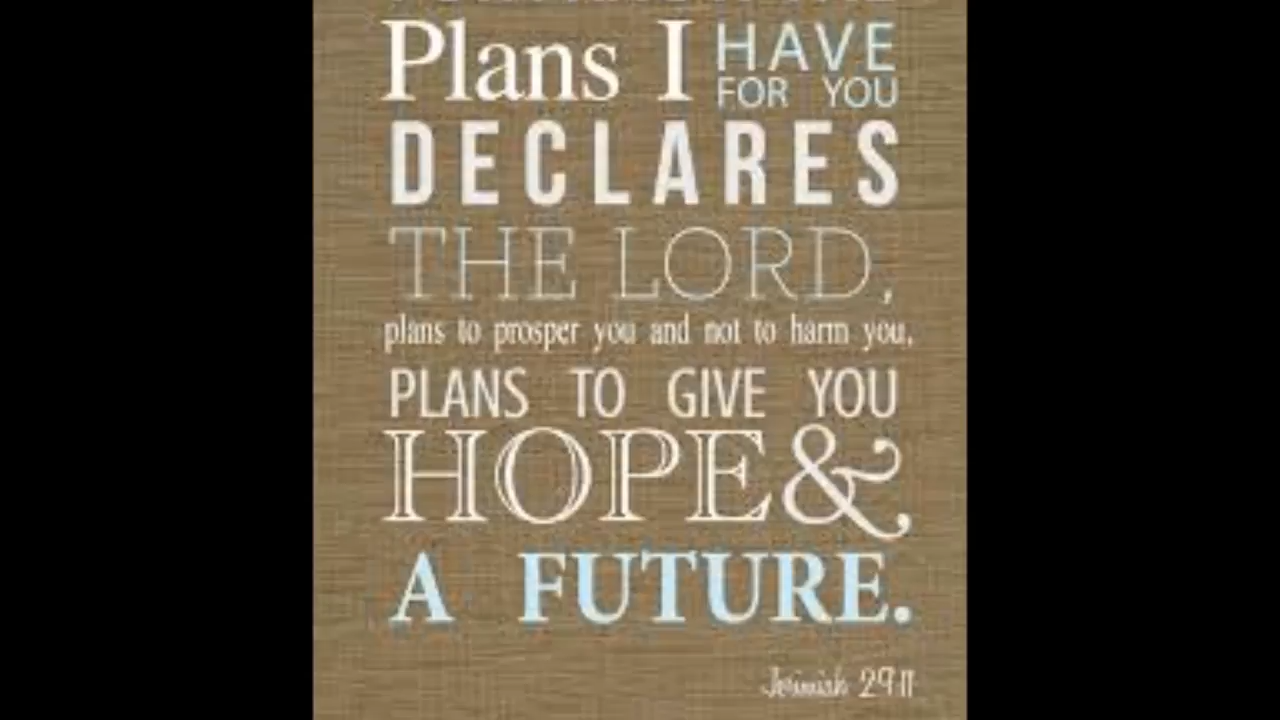 Plans I HAVE
FOR YOU
DECLARES
THE LORD,
plans to prosper you and not to harm you,
PLANS TO GIVE YOU
HOPE &
A FUTURE.
Jerimiah 29:11